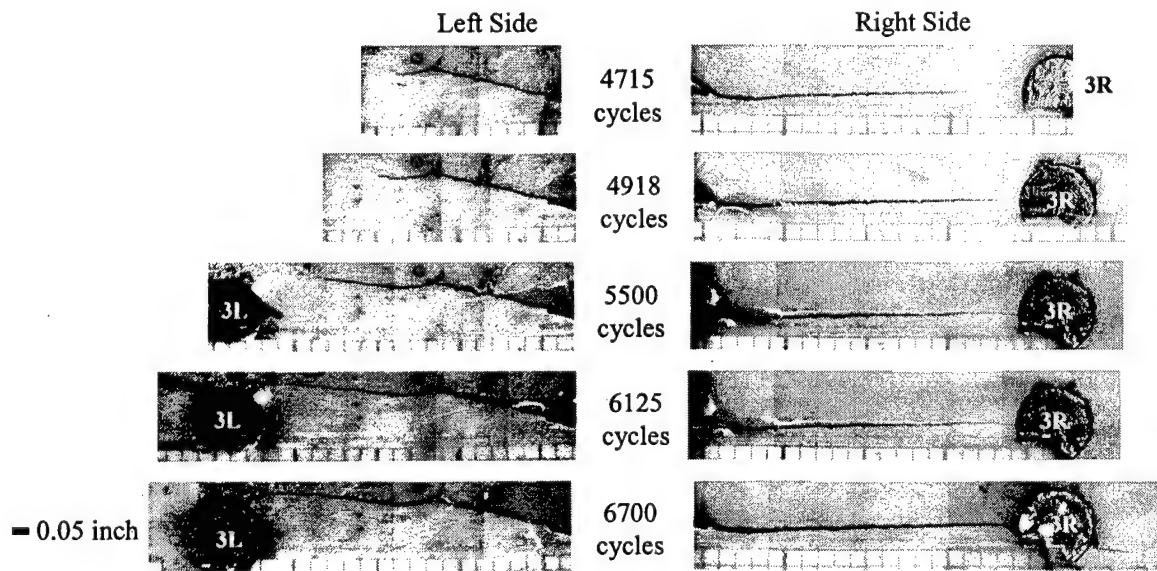 Left Side
Right Side
4715
cycles
3R
4918
cycles
3R
3L
5500
cycles
3R
3L
6125
cycles
3R
= 0.05 inch
3L
6700
cycles
3R